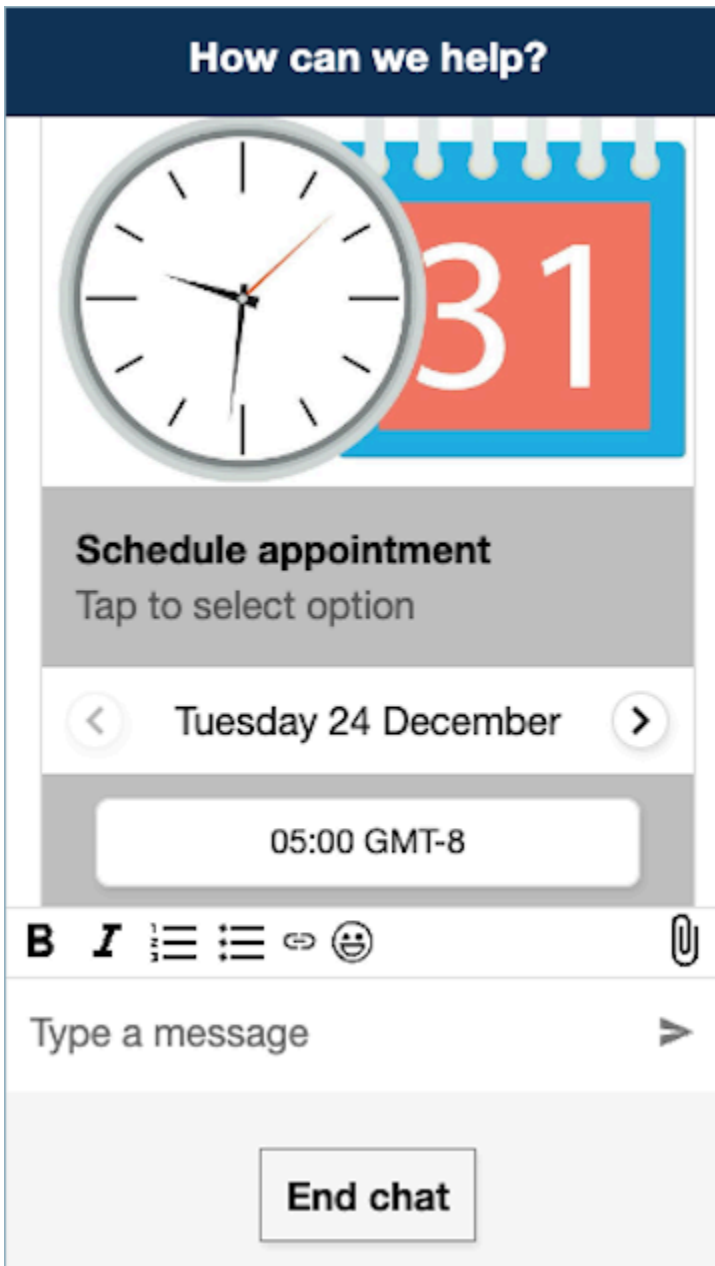 How can we help?
31
Schedule appointment
Tap to select option
Tuesday 24 December
05:00 GMT-8
B I
Type a message
End chat